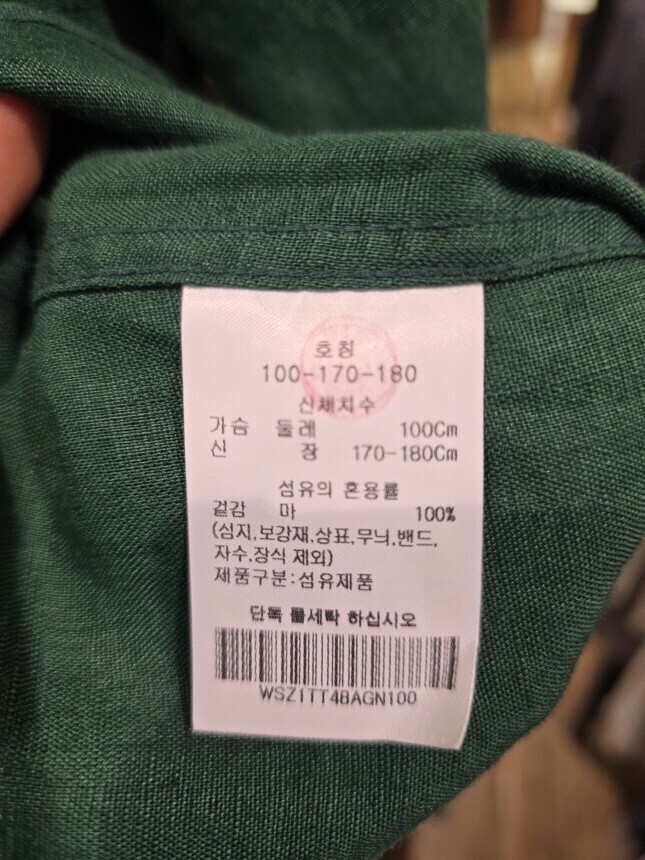 호칭
100-170-180
신체치수
가슴 둘레 100Cm
신 장 170-180Cm
섬유의 혼용률
겉감 마 100%
(심지,보강재,상표,무늬,밴드,
자수,장식 제외)
제품구분:섬유제품
단독 물세탁 하십시오
WSZ1TT48AGN100